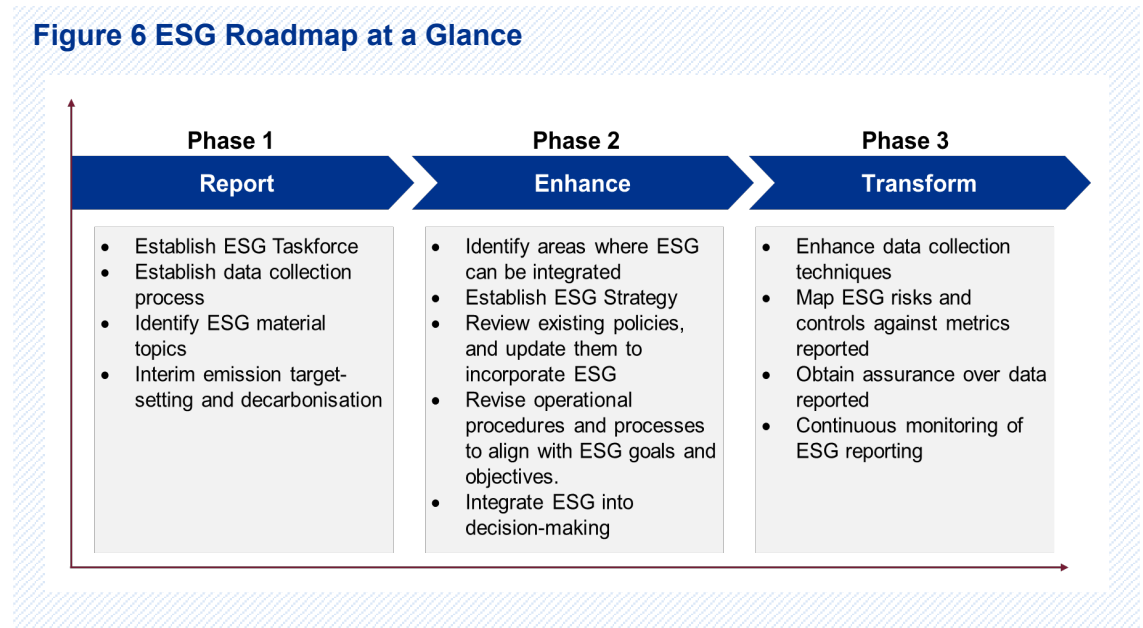 Figure 6 ESG Roadmap at a Glance
Phase 1
Report
• Establish ESG Taskforce
• Establish data collection
process
• Identify ESG material
topics
• Interim emission target-
setting and decarbonisation
Phase 2
Enhance
• Identify areas where ESG
can be integrated
• Establish ESG Strategy
• Review existing policies,
and update them to
incorporate ESG
• Revise operational
procedures and processes
to align with ESG goals and
objectives.
• Integrate ESG into
decision-making
Phase 3
Transform
• Enhance data collection
techniques
• Map ESG risks and
controls against metrics
reported
• Obtain assurance over data
reported
• Continuous monitoring of
ESG reporting